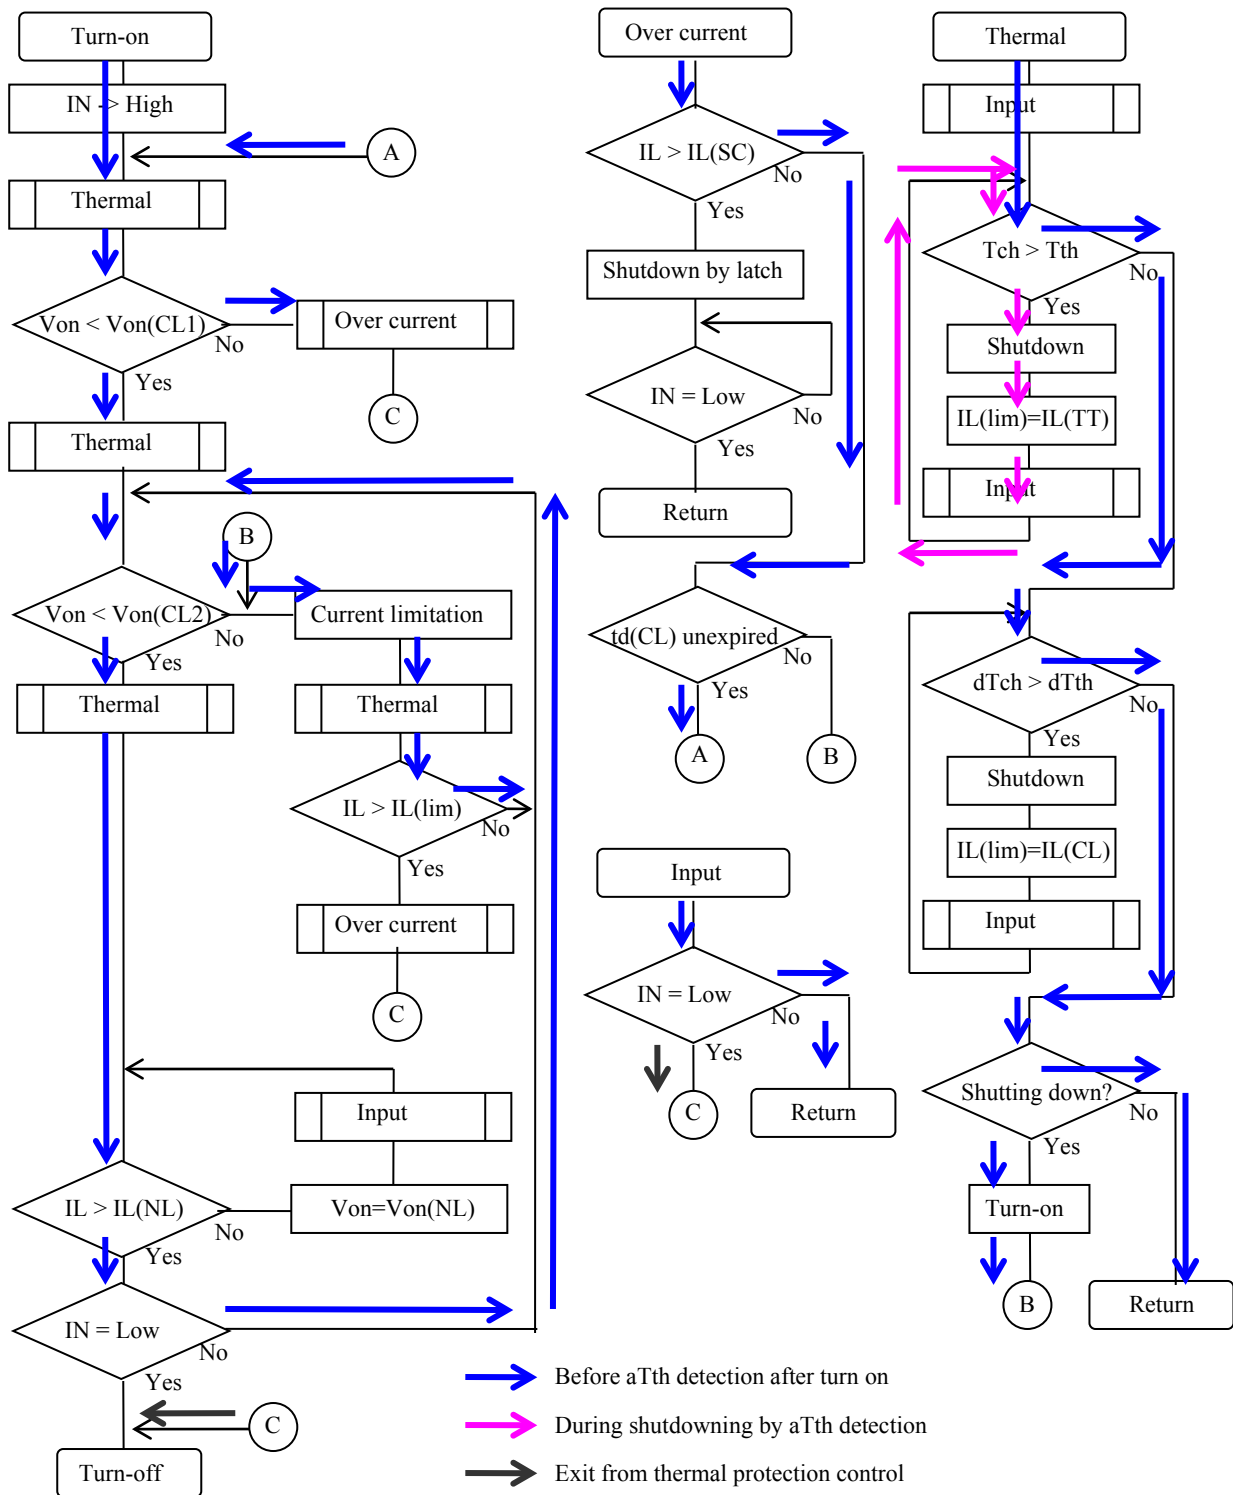 Turn-on
IN -> High
A
Thermal
Von < Von(CL1)
No
Yes
Over current
C
Thermal
B
Von < Von(CL2)
No
Yes
Current limitation
Thermal
Thermal
IL > IL(lim)
No
Yes
Over current
C
Input
Von=Von(NL)
IL > IL(NL)
No
Yes
IN = Low
No
Yes
C
Turn-off
Over current
IL > IL(SC)
No
Yes
Shutdown by latch
IN = Low
No
Yes
Return
td(CL) unexpired
No
Yes
A
B
Input
IN = Low
No
Yes
C
Return
Thermal
Input
Tch > Tth
No
Yes
Shutdown
IL(lim)=IL(TT)
Input
dTch > dTth
No
Yes
Shutdown
IL(lim)=IL(CL)
Input
Shutting down?
No
Yes
Turn-on
B
Return
Before aTth detection after turn on
During shutdowning by aTth detection
Exit from thermal protection control